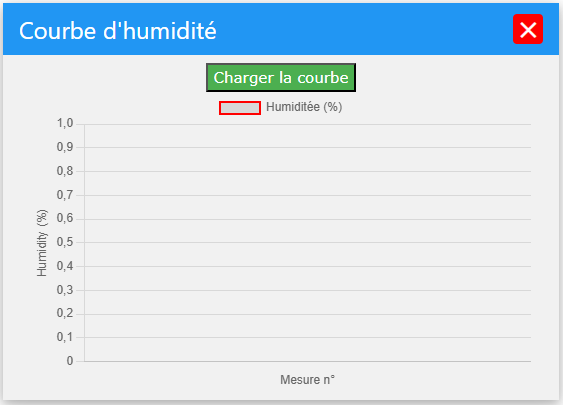 Courbe d'humidité
×
Charger la courbe
Humiditée (%)
1,0
0,9
0,8
0,7
0,6
0,5
0,4
0,3
0,2
0,1
0
Humidity (%)
Mesure n°